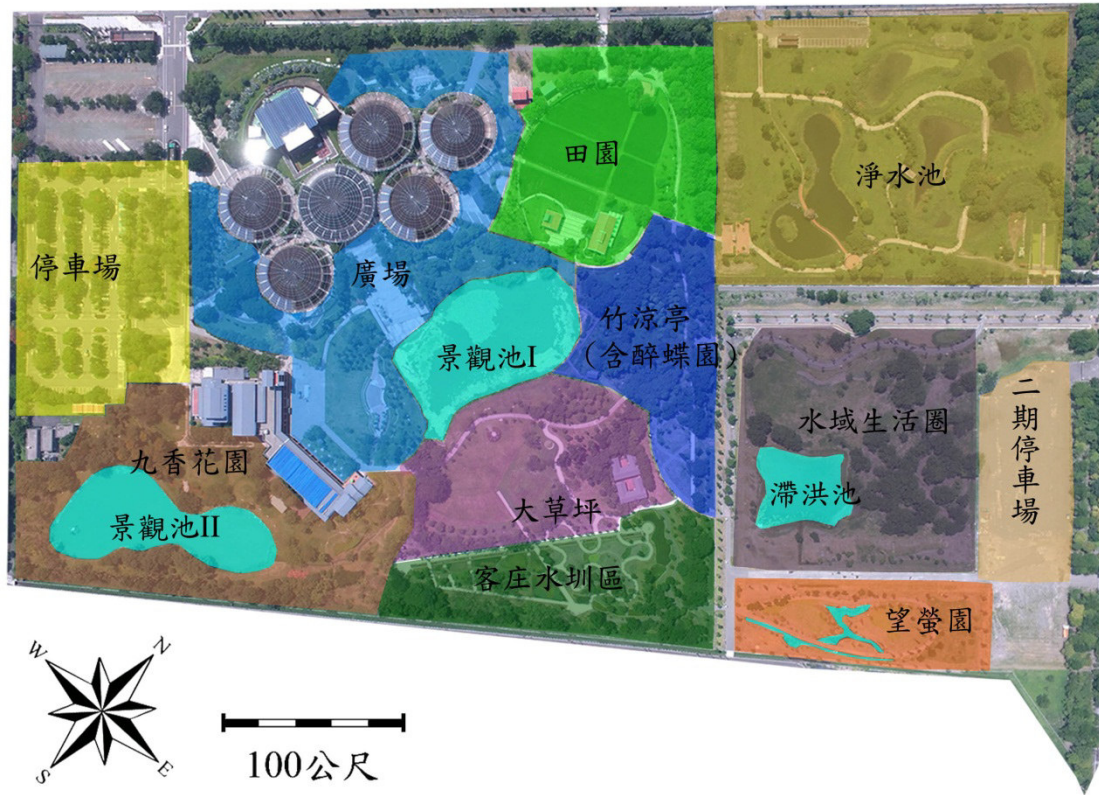 田園
淨水池
停車場
廣場
竹涼亭
（含醉蝶園）
景觀池I
二期停車場
水域生活圈
九香花園
滯洪池
大草坪
景觀池II
客庄水圳區
望螢園
W
N
S
E
100公尺